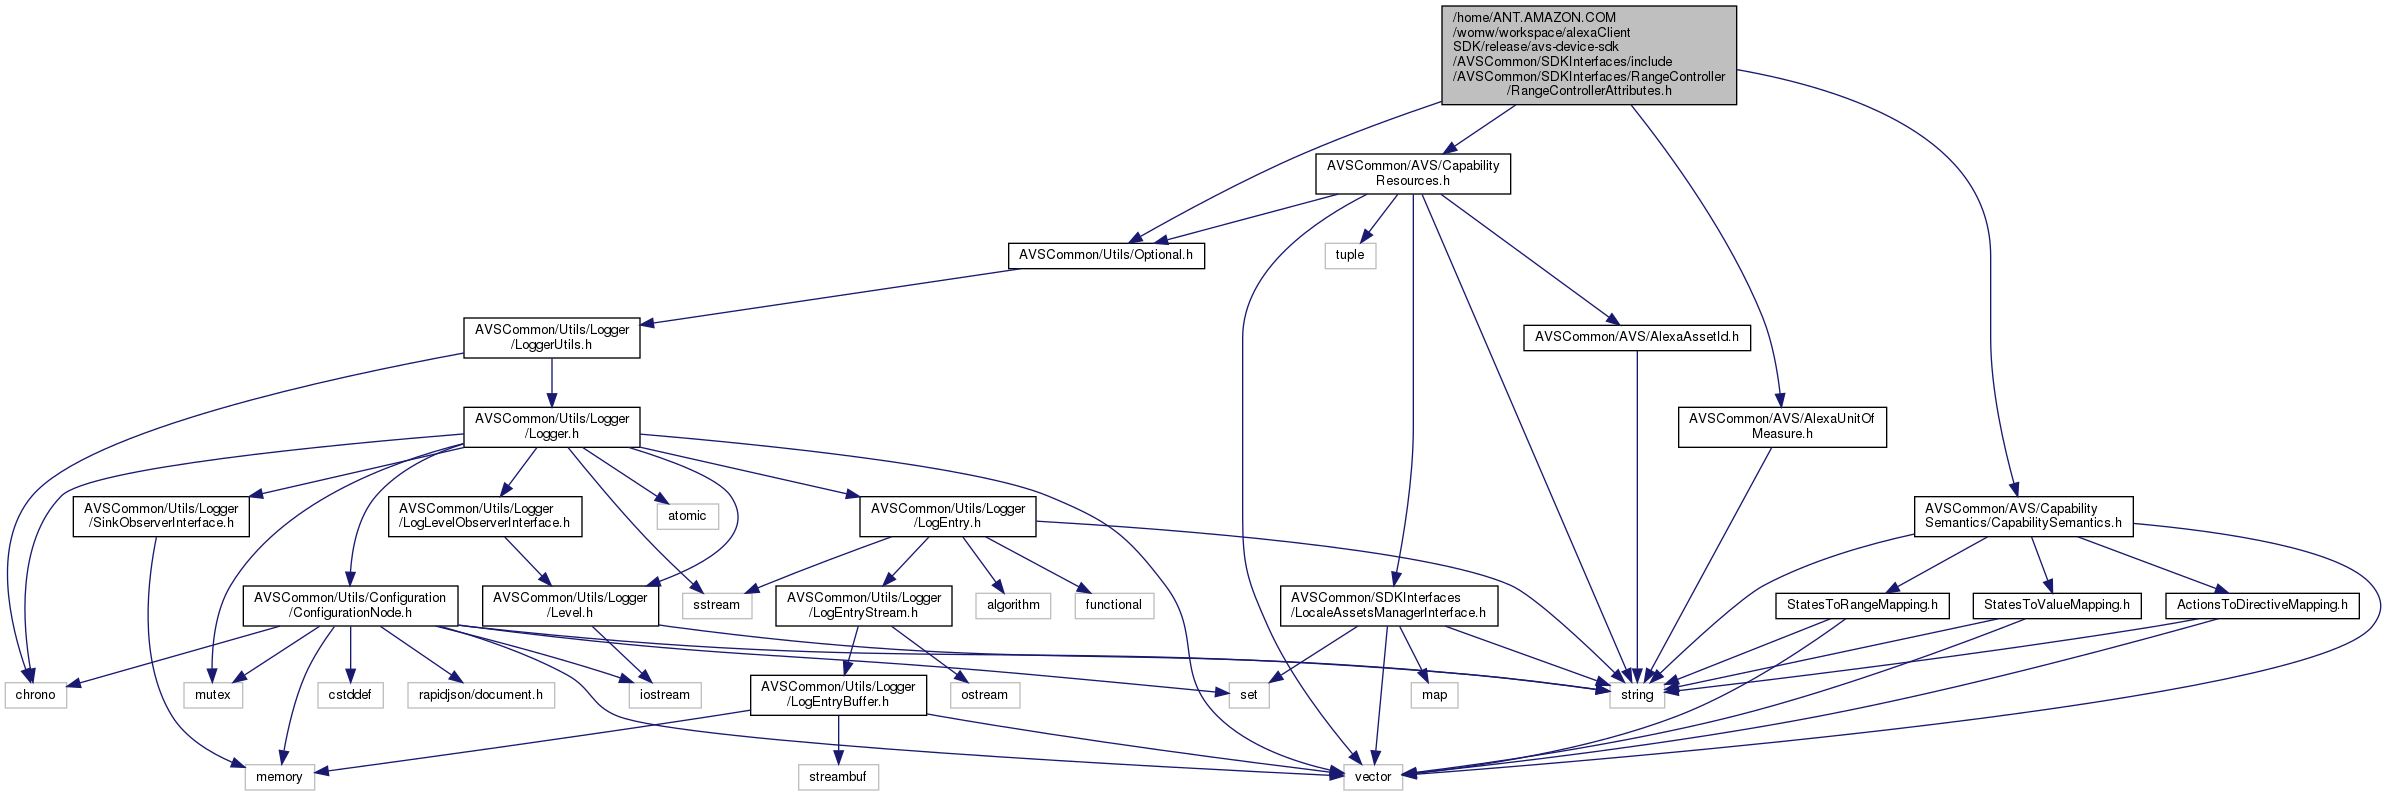 /home/ANT.AMAZON.COM
/womw/workspace/alexaClient
SDK/release/avs-device-sdk
/AVSCommon/SDKInterfaces/include
/AVSCommon/SDKInterfaces/RangeController
/RangeControllerAttributes.h
AVSCommon/AVS/Capability
Resources.h
AVSCommon/Utils/Optional.h
tuple
AVSCommon/Utils/Logger
/LoggerUtils.h
AVSCommon/AVS/AlexaAssetId.h
AVSCommon/Utils/Logger
/Logger.h
AVSCommon/AVS/AlexaUnitOf
Measure.h
AVSCommon/Utils/Logger
/SinkObserverInterface.h
AVSCommon/Utils/Logger
/LogLevelObserverInterface.h
atomic
AVSCommon/Utils/Logger
/LogEntry.h
AVSCommon/AVS/Capability
Semantics/CapabilitySemantics.h
AVSCommon/Utils/Configuration
/ConfigurationNode.h
AVSCommon/Utils/Logger
/Level.h
sstream
AVSCommon/Utils/Logger
/LogEntryStream.h
algorithm
functional
AVSCommon/SDKInterfaces
/LocaleAssetsManagerInterface.h
StatesToRangeMapping.h
StatesToValueMapping.h
ActionsToDirectiveMapping.h
chrono
mutex
cstddef
rapidjson/document.h
iostream
AVSCommon/Utils/Logger
/LogEntryBuffer.h
ostream
set
map
string
memory
streambuf
vector